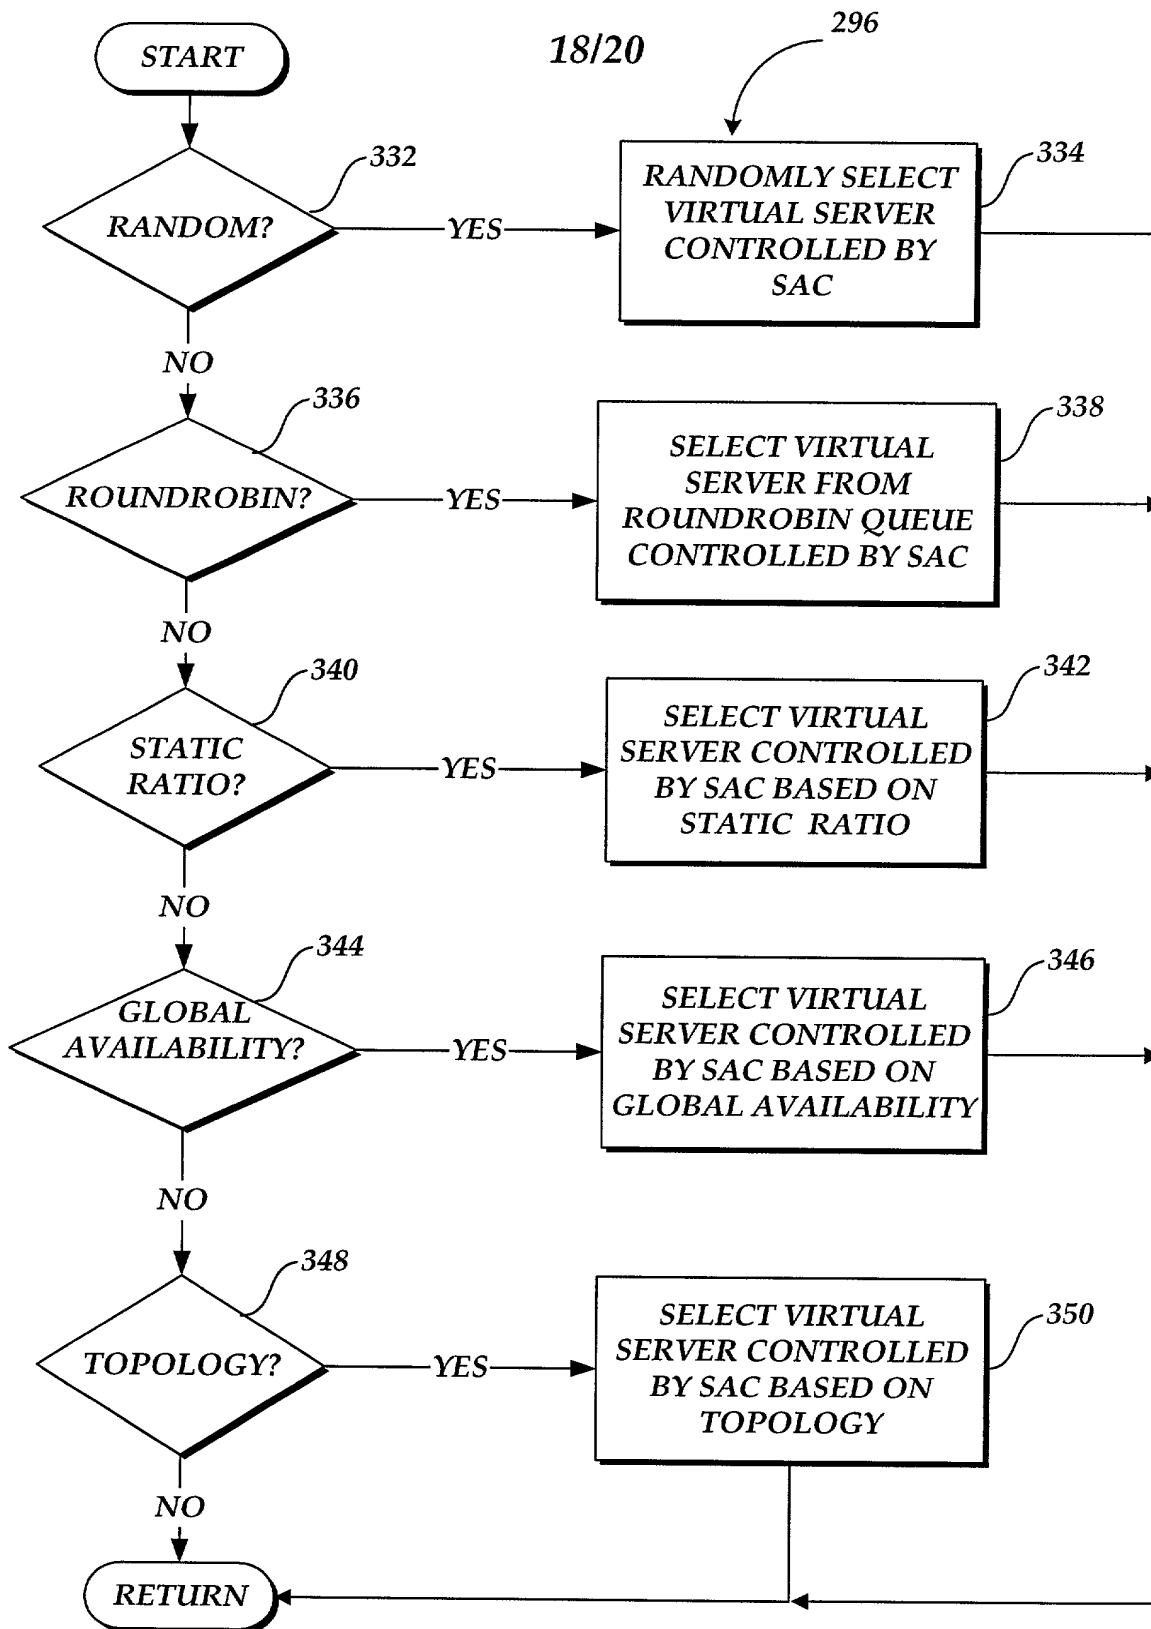 START
18/20
296
332
RANDOM?
YES
RANDOMLY SELECT
VIRTUAL SERVER
CONTROLLED BY
SAC
334
NO
336
ROUNDROBIN?
YES
SELECT VIRTUAL
SERVER FROM
ROUNDROBIN QUEUE
CONTROLLED BY SAC
338
NO
340
STATIC
RATIO?
YES
SELECT VIRTUAL
SERVER CONTROLLED
BY SAC BASED ON
STATIC RATIO
342
NO
344
GLOBAL
AVAILABILITY?
YES
SELECT VIRTUAL
SERVER CONTROLLED
BY SAC BASED ON
GLOBAL AVAILABILITY
346
NO
348
TOPOLOGY?
YES
SELECT VIRTUAL
SERVER CONTROLLED
BY SAC BASED ON
TOPOLOGY
350
NO
RETURN